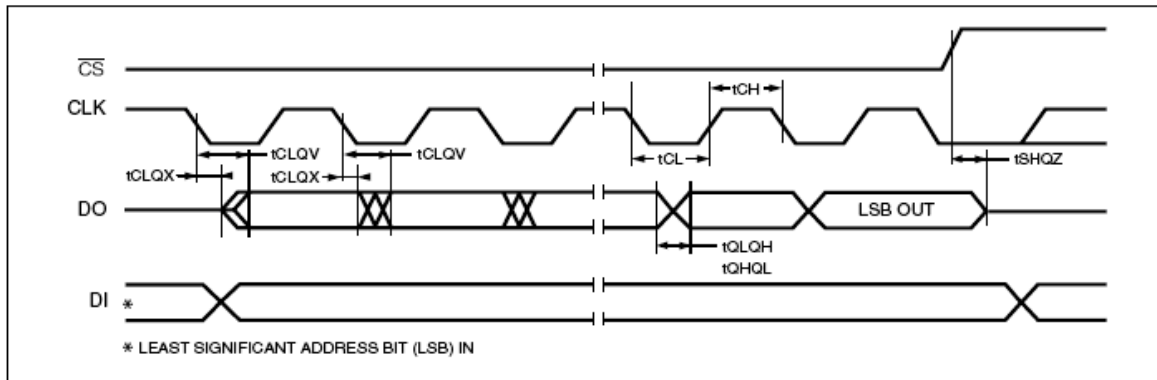 CS
CLK
tCH
tCLQV
tCLQV
tCL
tSHQZ
tCLQX
tCLQX
DO
LSB OUT
tQLQH
tQHQL
DI *
* LEAST SIGNIFICANT ADDRESS BIT (LSB) IN